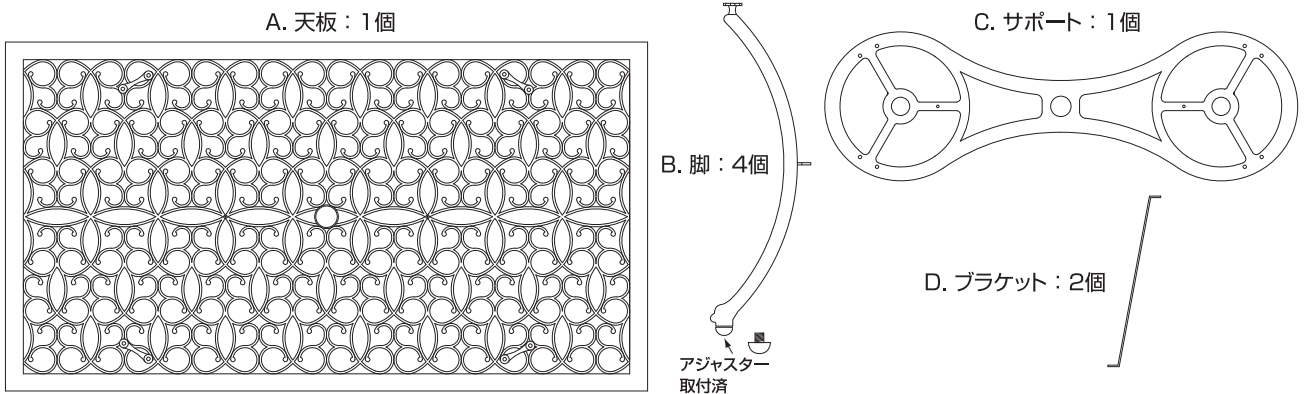 A. 天板：1個
B. 脚：4個
アジャスター
取付済
C. サポート：1個
D. ブラケット：2個